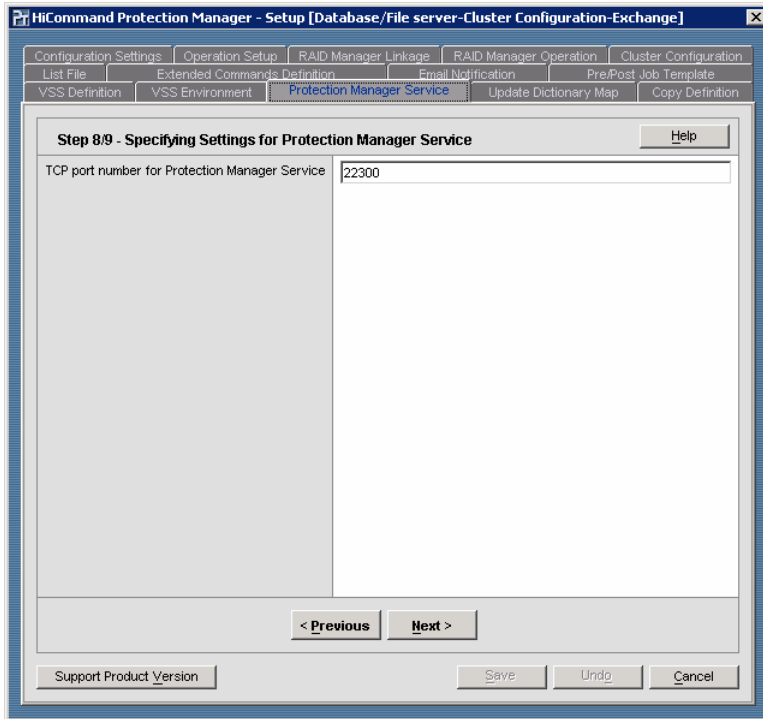 HiCommand Protection Manager - Setup [Database/File server-Cluster Configuration-Exchange]
Configuration Settings Operation Setup RAID Manager Linkage RAID Manager Operation Cluster Configuration
List File Extended Commands Definition Email Notification Pre/Post Job Template
VSS Definition VSS Environment Protection Manager Service Update Dictionary Map Copy Definition
Step 8/9 - Specifying Settings for Protection Manager Service Help
TCP port number for Protection Manager Service 22300
< Previous Next >
Support Product Version Save Undo Cancel